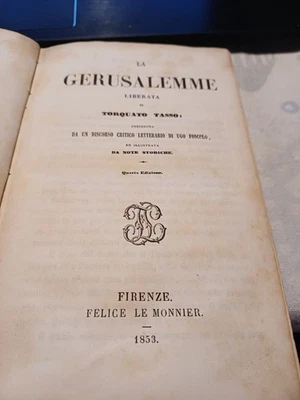 LA
GERUSALEMME
LIBERATA
DI
TORQUATO TASSO;
PRECEDUTA
DA UN DISCORSO CRITICO LETTERARIO DI UGO FOSCOLO,
ED ILLUSTRATA
DA NOTE STORICHE.
Quarta Edizione.
FIRENZE.
FELICE LE MONNIER.
1853.